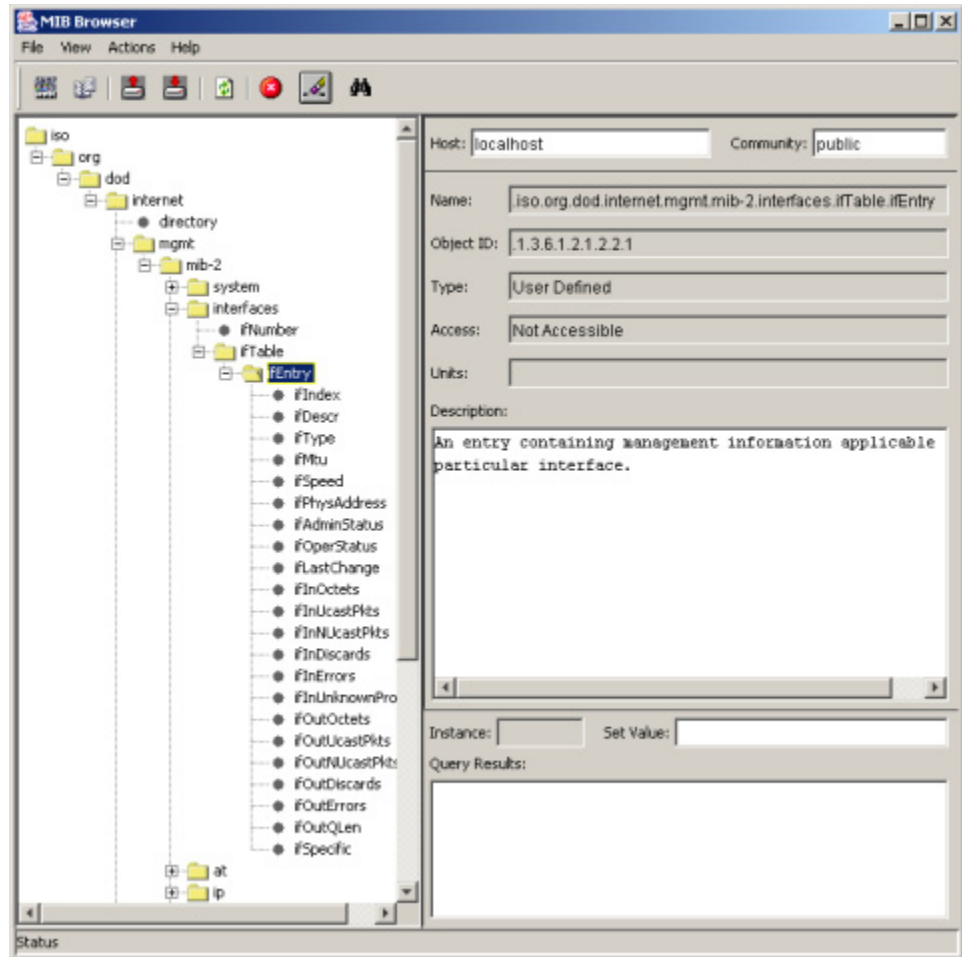 MIB Browser
File View Actions Help
iso
org
dod
internet
directory
mgmt
mib-2
system
interfaces
ifNumber
ifTable
ifEntry
ifIndex
ifDescr
ifType
ifMtu
ifSpeed
ifPhysAddress
ifAdminStatus
ifOperStatus
ifLastChange
ifInOctets
ifInUcastPkts
ifInNUcastPkts
ifInDiscards
ifInErrors
ifInUnknownPro
ifOutOctets
ifOutUcastPkts
ifOutNUcastPkts
ifOutDiscards
ifOutErrors
ifOutQLen
ifSpecific
at
ip
Host: localhost Community: public
Name: .iso.org.dod.internet.mgmt.mib-2.interfaces.ifTable.ifEntry
Object ID: .1.3.6.1.2.1.2.2.1
Type: User Defined
Access: Not Accessible
Units:
Description:
An entry containing management information applicable
particular interface.
Instance: Set Value:
Query Results:
Status